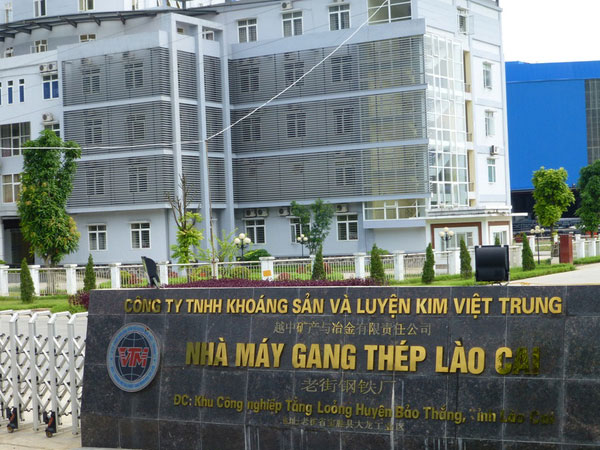 CÔNG TY TNHH KHOÁNG SẢN VÀ LUYỆN KIM VIỆT TRUNG
越中矿产与冶金有限责任公司
VTM
NHÀ MÁY GANG THÉP LÀO CAI
老街钢铁厂
ĐC: Khu Công nghiệp Tằng Loỏng Huyện Bảo Thắng, Tỉnh Lào Cai